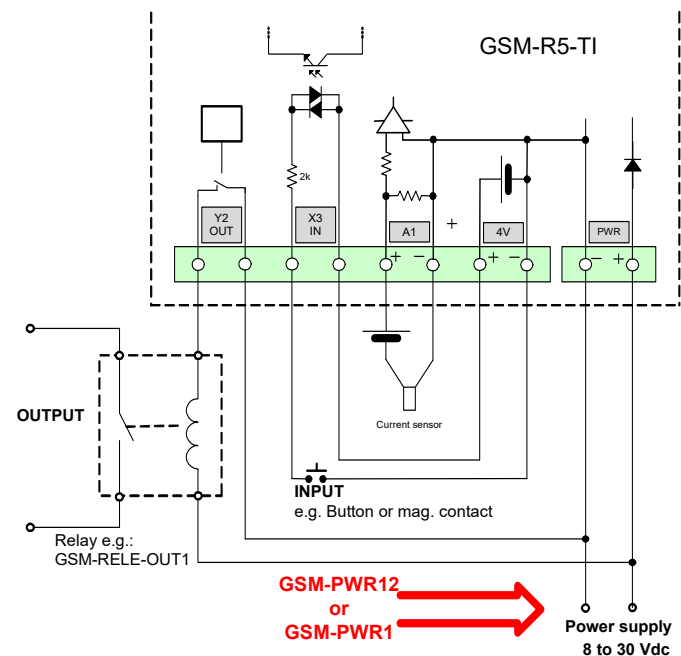 GSM-R5-TI
2k
Y2
OUT
X3
IN
A1
+
4V
PWR
+ −
+ −
− +
OUTPUT
Current sensor
INPUT
e.g. Button or mag. contact
Relay e.g.:
GSM-RELE-OUT1
GSM-PWR12
or
GSM-PWR1
Power supply
8 to 30 Vdc